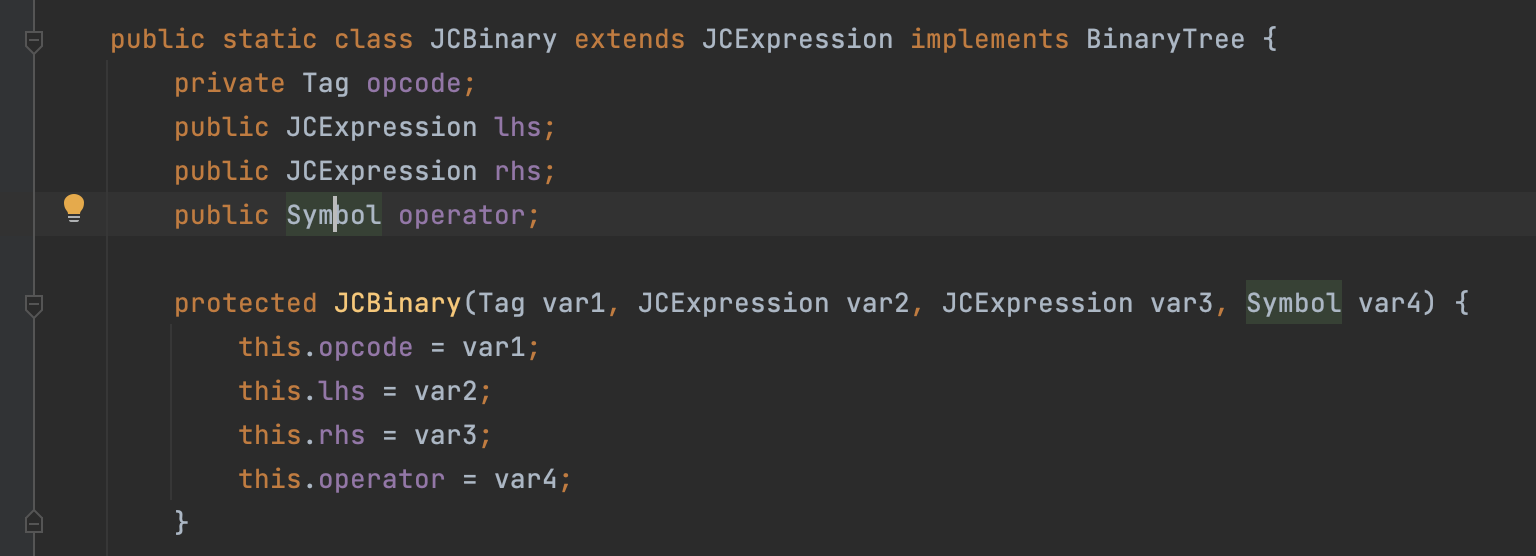 public static class JCBinary extends JCExpression implements BinaryTree {
private Tag opcode;
public JCExpression lhs;
public JCExpression rhs;
public Symbol operator;
protected JCBinary(Tag var1, JCExpression var2, JCExpression var3, Symbol var4) {
this.opcode = var1;
this.lhs = var2;
this.rhs = var3;
this.operator = var4;
}